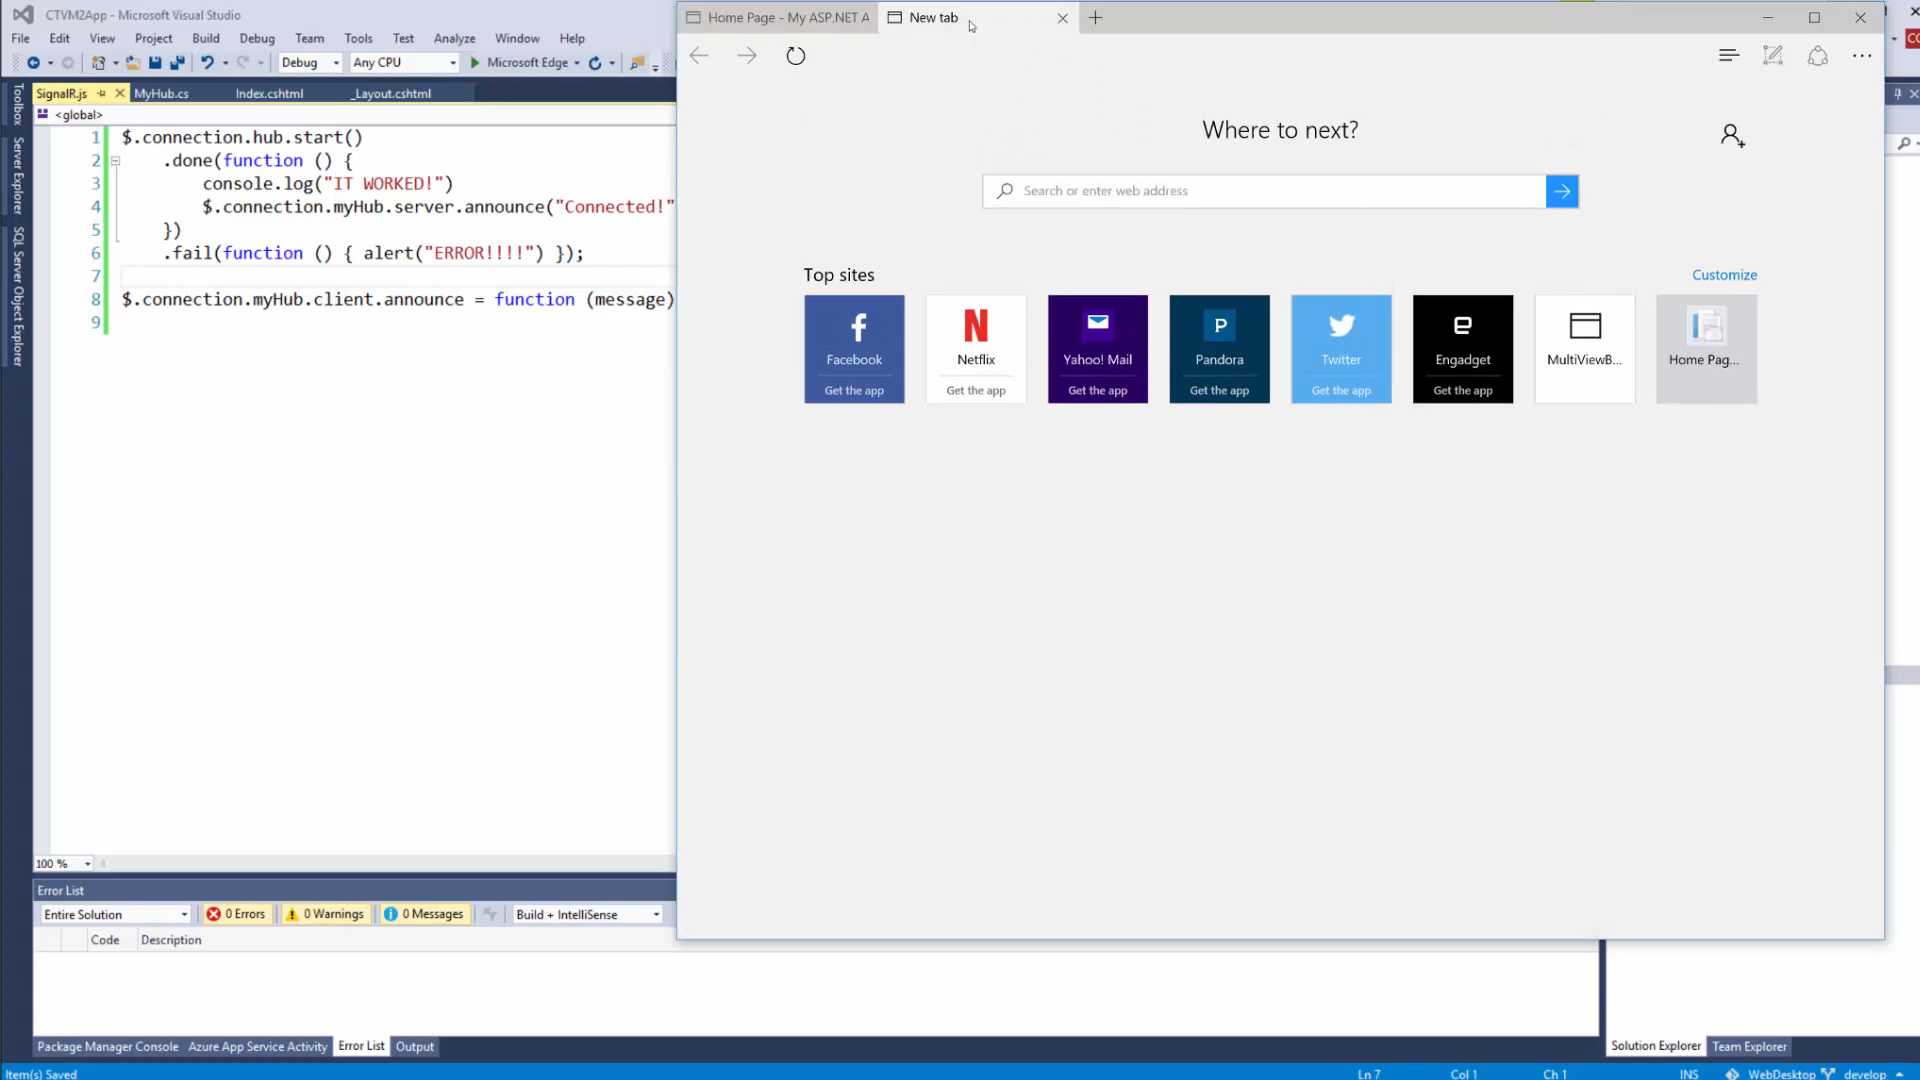 CTVM2App - Microsoft Visual Studio
File Edit View Project Build Debug Team Tools Test Analyze Window Help
Debug Any CPU Microsoft Edge
SignalR.js MyHub.cs Index.cshtml _Layout.cshtml
<global>
1 $.connection.hub.start()
2 .done(function () {
3 console.log("IT WORKED!")
4 $.connection.myHub.server.announce("Connected!"
5 })
6 .fail(function () { alert("ERROR!!!!") });
7
8 $.connection.myHub.client.announce = function (message)
9
Toolbox
Server Explorer
SQL Server Object Explorer
100 %
Home Page - My ASP.NET A
New tab
Where to next?
Search or enter web address
Top sites
Customize
Facebook Netflix Yahoo! Mail Pandora Twitter Engadget MultiViewB... Home Pag...
Get the app Get the app Get the app Get the app Get the app Get the app
Error List
Entire Solution 0 Errors 0 Warnings 0 Messages Build + IntelliSense
Code Description
Package Manager Console Azure App Service Activity Error List Output
Solution Explorer Team Explorer
Item(s) Saved Ln 7 Col 1 Ch 1 INS WebDesktop develop